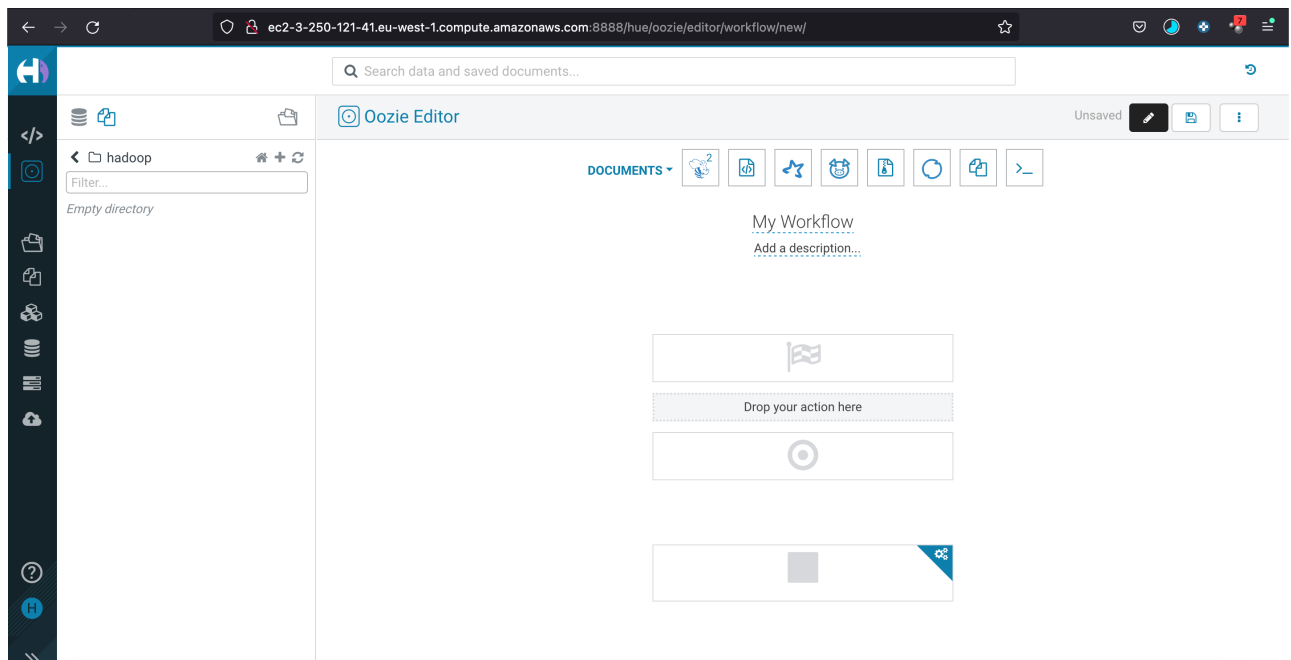 ec2-3-250-121-41.eu-west-1.compute.amazonaws.com:8888/hue/oozie/editor/workflow/new/
7
Search data and saved documents...
Oozie Editor
Unsaved
hadoop
Filter...
Empty directory
DOCUMENTS
2
My Workflow
Add a description...
Drop your action here
H